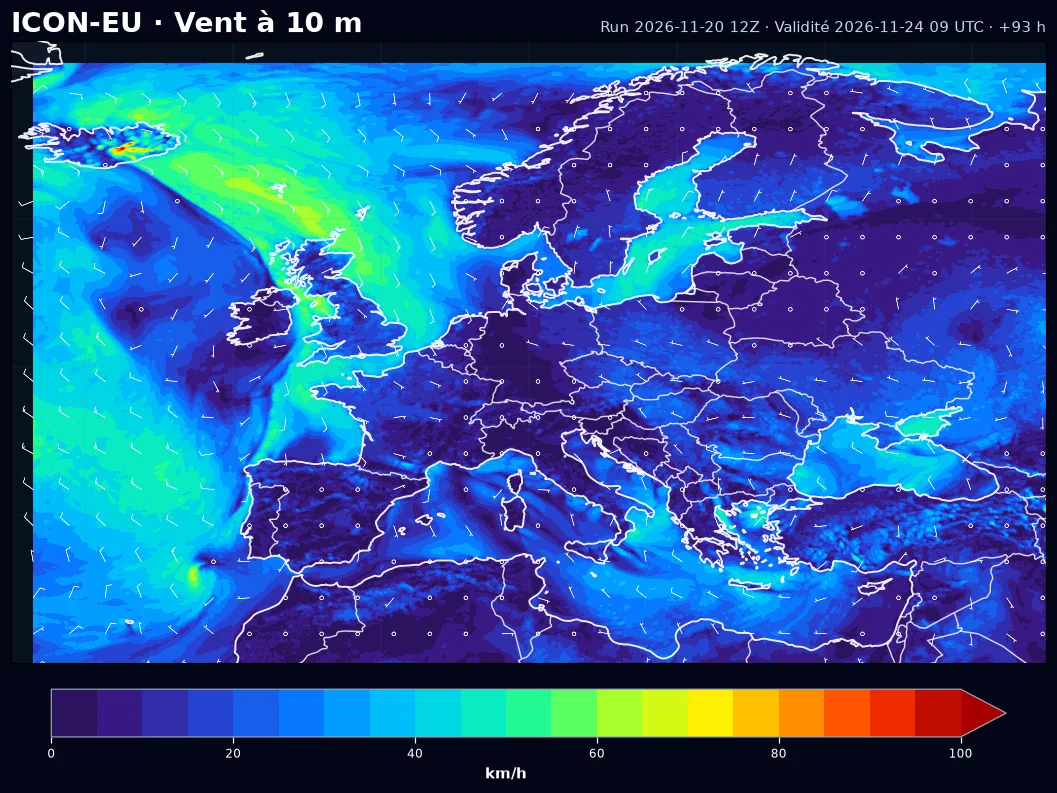 ICON-EU · Vent à 10 m
Run 2026-11-20 12Z · Validité 2026-11-24 09 UTC · +93 h
0 20 40 60 80 100
km/h